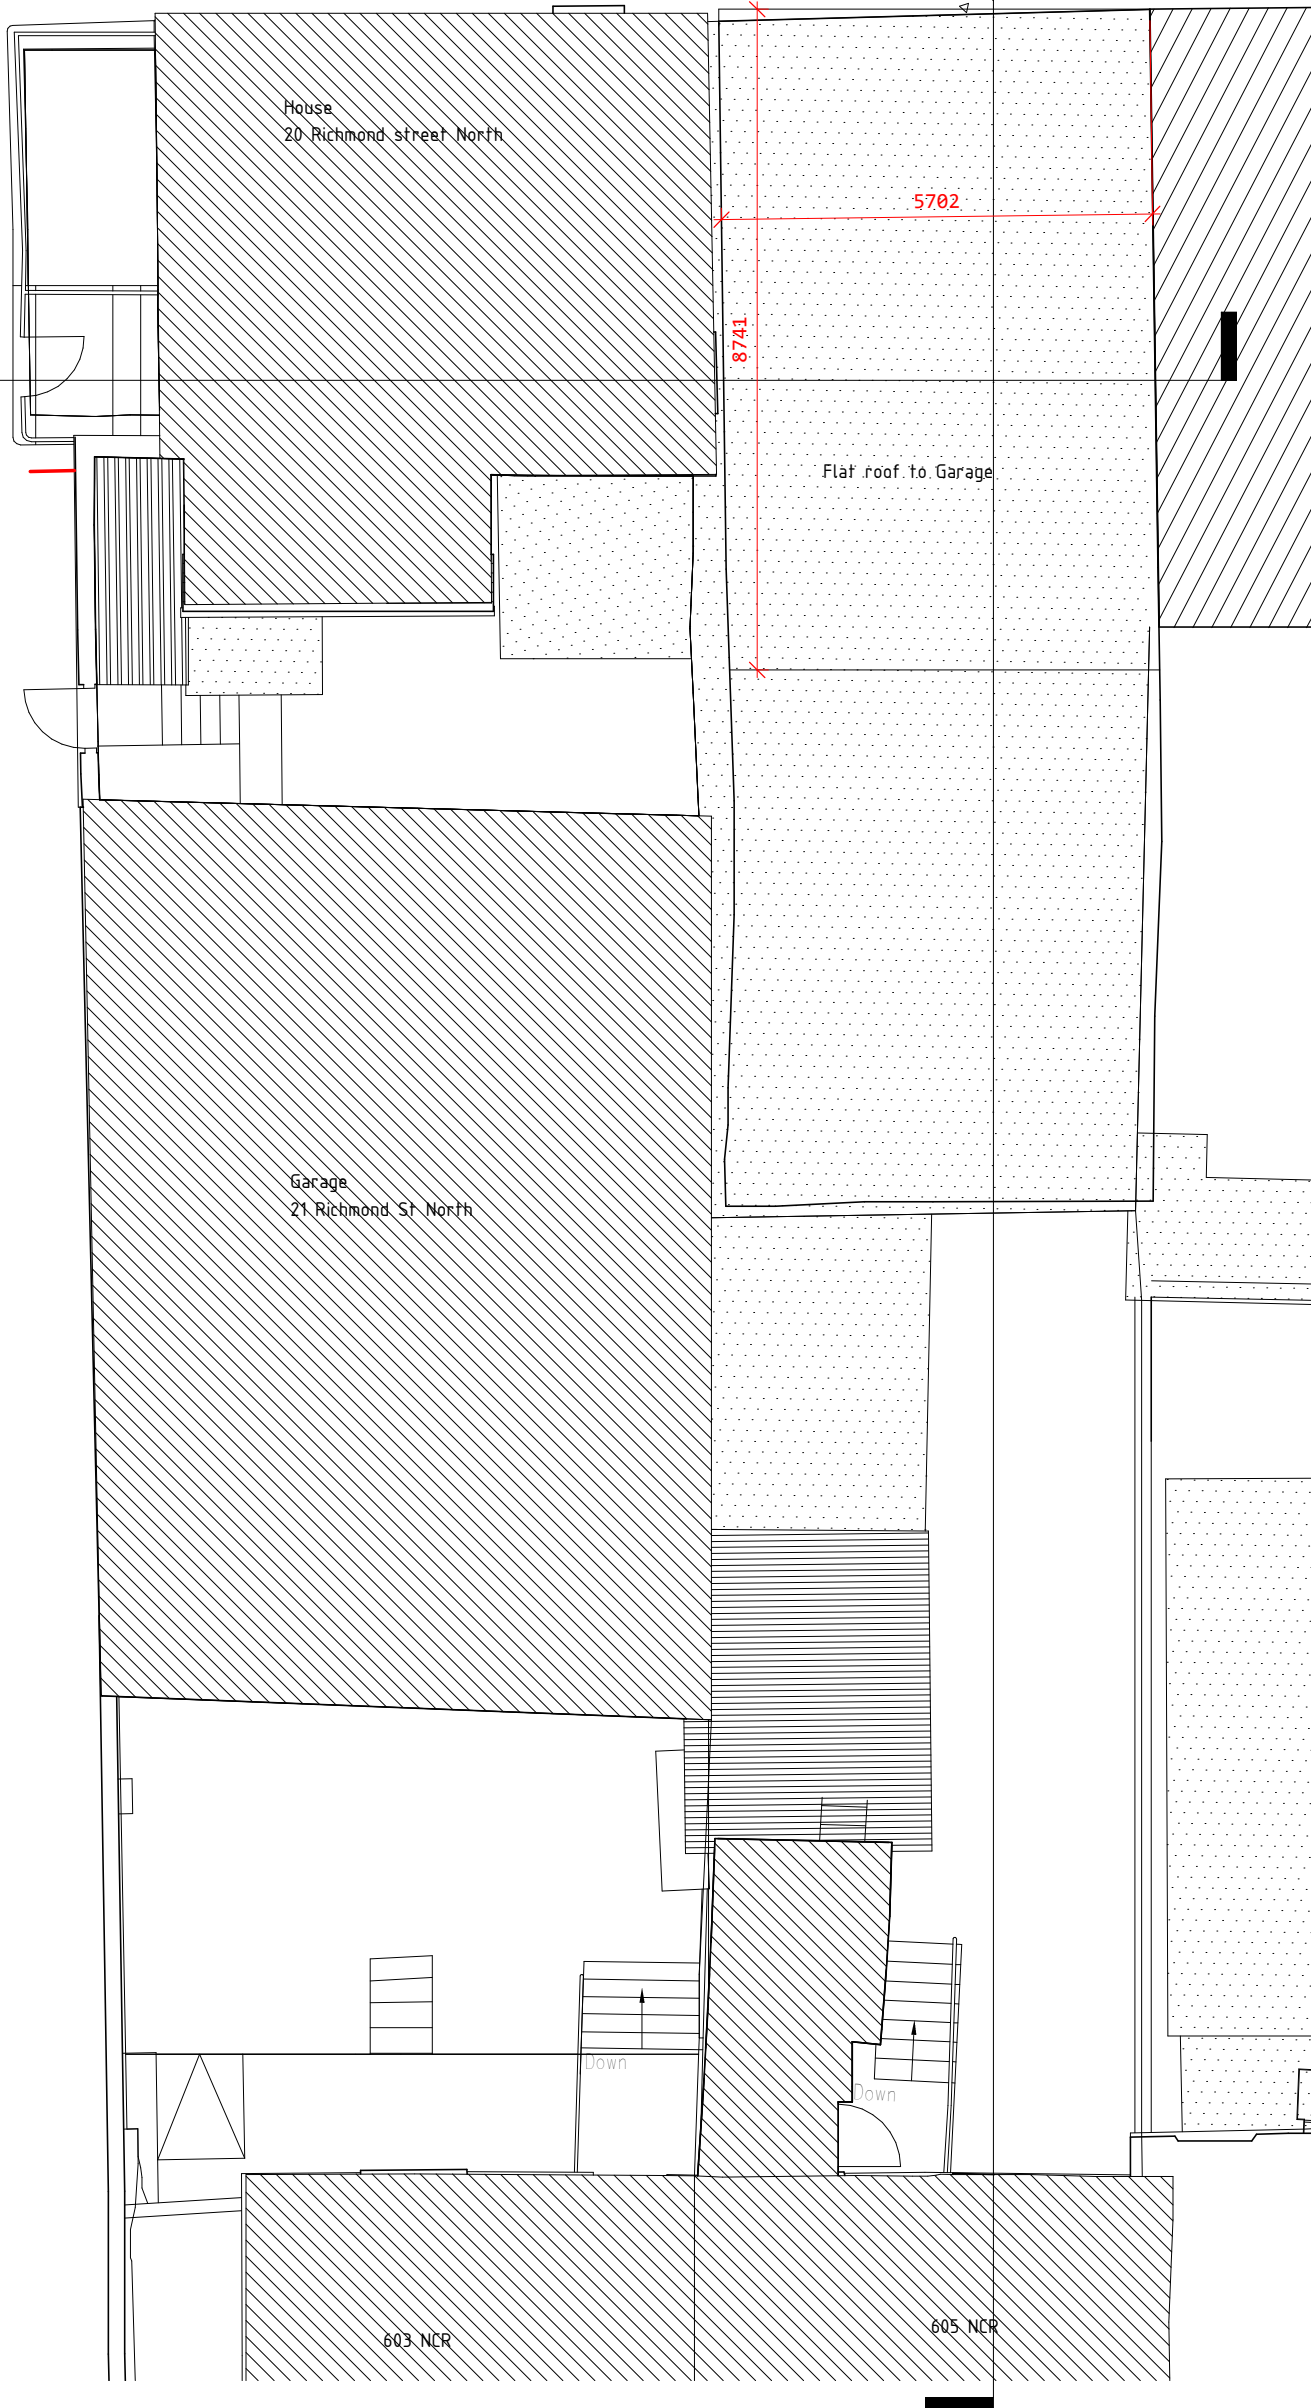 House
20 Richmond street North
5702
8741
Flat roof to Garage
Garage
21 Richmond St North
Down
Down
603 NCR
605 NCR